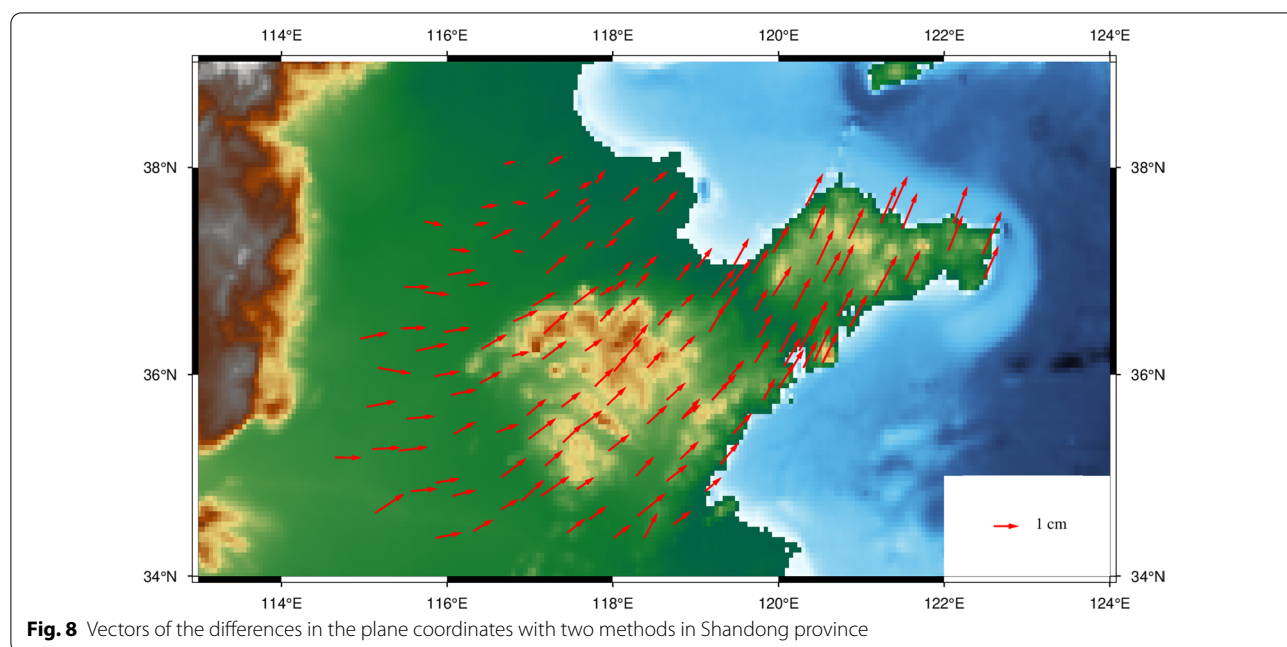 114°E 116°E 118°E 120°E 122°E 124°E
38°N 38°N
36°N 36°N
1 cm
34°N 34°N
114°E 116°E 118°E 120°E 122°E 124°E
Fig. 8 Vectors of the differences in the plane coordinates with two methods in Shandong province